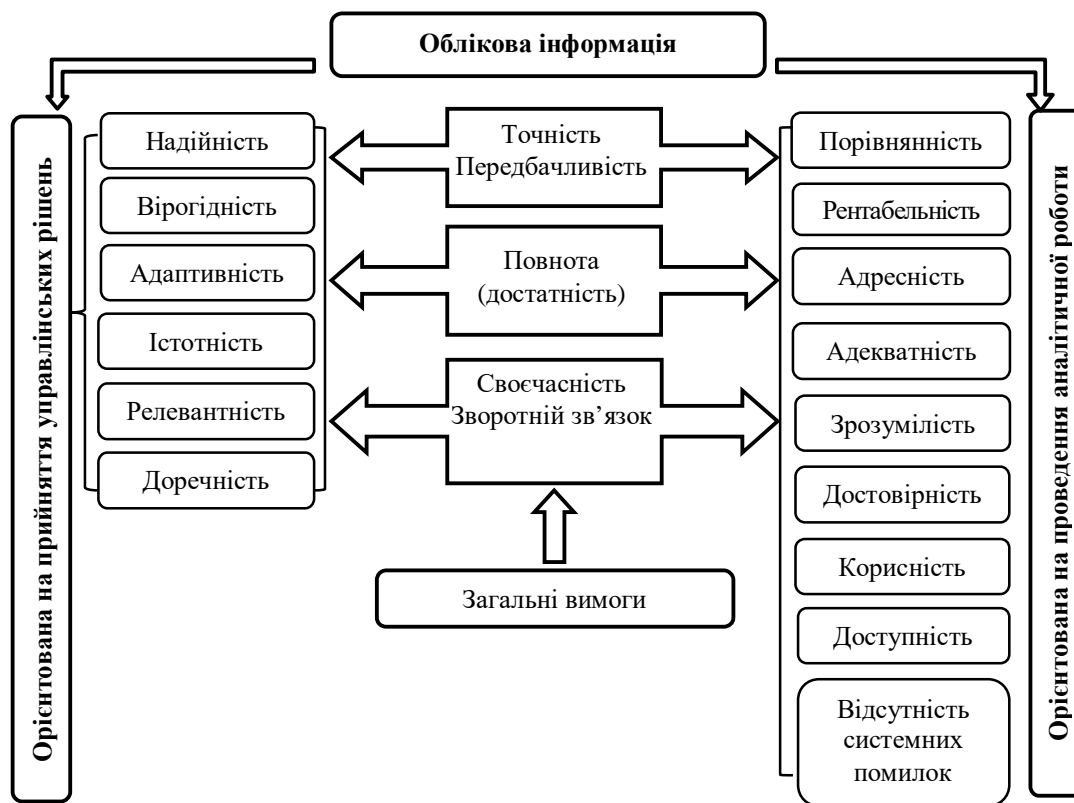 Облікова інформація
Орієнтована на прийняття управлінських рішень
Надійність
Вірогідність
Адаптивність
Істотність
Релевантність
Доречність
Точність
Передбачливість
Повнота
(достатність)
Своєчасність
Зворотній зв’язок
Загальні вимоги
Порівнянність
Рентабельність
Адресність
Адекватність
Зрозумілість
Достовірність
Корисність
Доступність
Відсутність
системних
помилок
Орієнтована на проведення аналітичної роботи